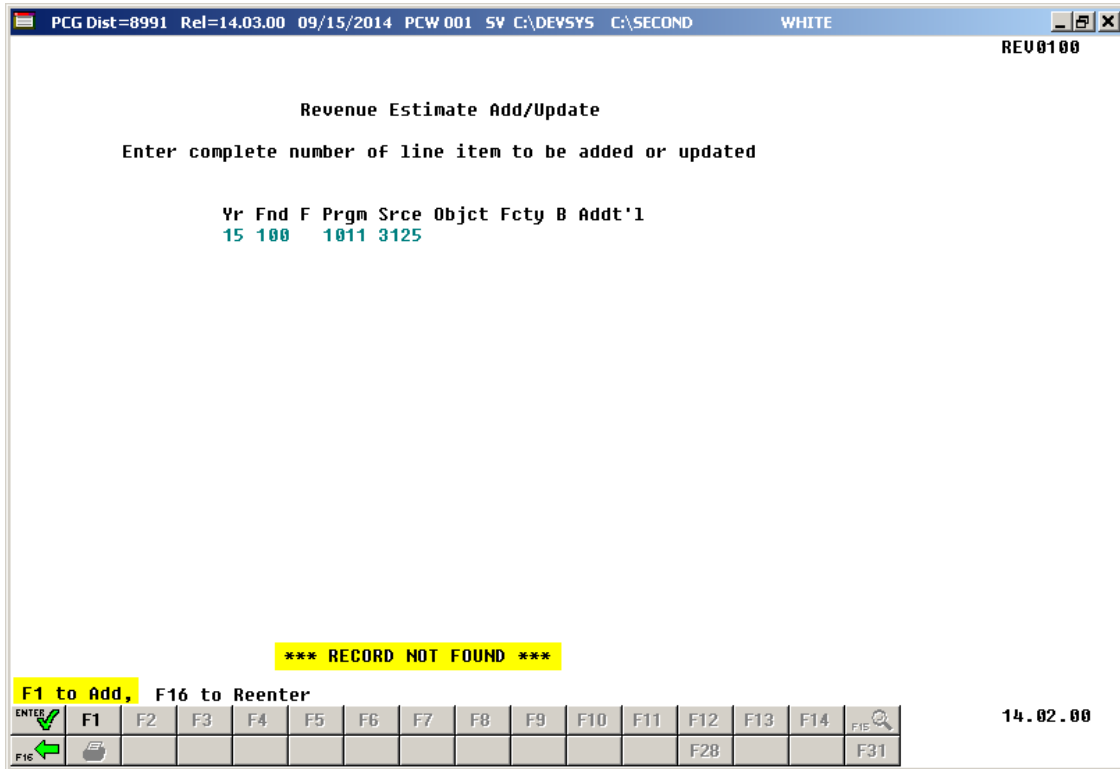 PCG Dist=8991 Rel=14.03.00 09/15/2014 PCW 001 SV C:\DEVSYS C:\SECOND WHITE
REV0100
Revenue Estimate Add/Update
Enter complete number of line item to be added or updated
Yr Fnd F Prgm Srce Objct Fcty B Addt'l
15 100 1011 3125
*** RECORD NOT FOUND ***
F1 to Add, F16 to Reenter
ENTER F1 F2 F3 F4 F5 F6 F7 F8 F9 F10 F11 F12 F13 F14 F15 14.02.00
F16 F28 F31